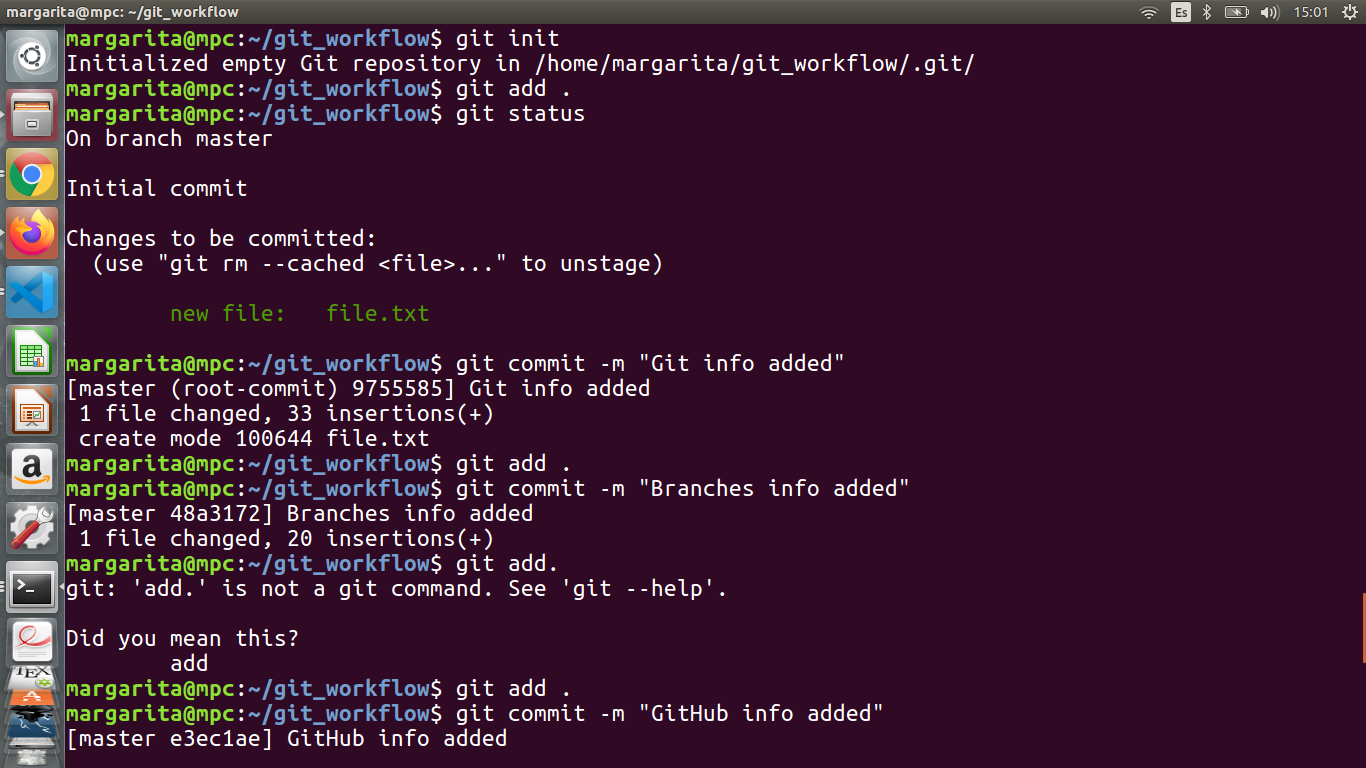 margarita@mpc: ~/git_workflow
Es
15:01
margarita@mpc:~/git_workflow$ git init
Initialized empty Git repository in /home/margarita/git_workflow/.git/
margarita@mpc:~/git_workflow$ git add .
margarita@mpc:~/git_workflow$ git status
On branch master
Initial commit
Changes to be committed:
  (use "git rm --cached <file>..." to unstage)
        new file:   file.txt
margarita@mpc:~/git_workflow$ git commit -m "Git info added"
[master (root-commit) 9755585] Git info added
 1 file changed, 33 insertions(+)
 create mode 100644 file.txt
margarita@mpc:~/git_workflow$ git add .
margarita@mpc:~/git_workflow$ git commit -m "Branches info added"
[master 48a3172] Branches info added
 1 file changed, 20 insertions(+)
margarita@mpc:~/git_workflow$ git add.
git: 'add.' is not a git command. See 'git --help'.
Did you mean this?
        add
margarita@mpc:~/git_workflow$ git add .
margarita@mpc:~/git_workflow$ git commit -m "GitHub info added"
[master e3ec1ae] GitHub info added
a
>_
TEX